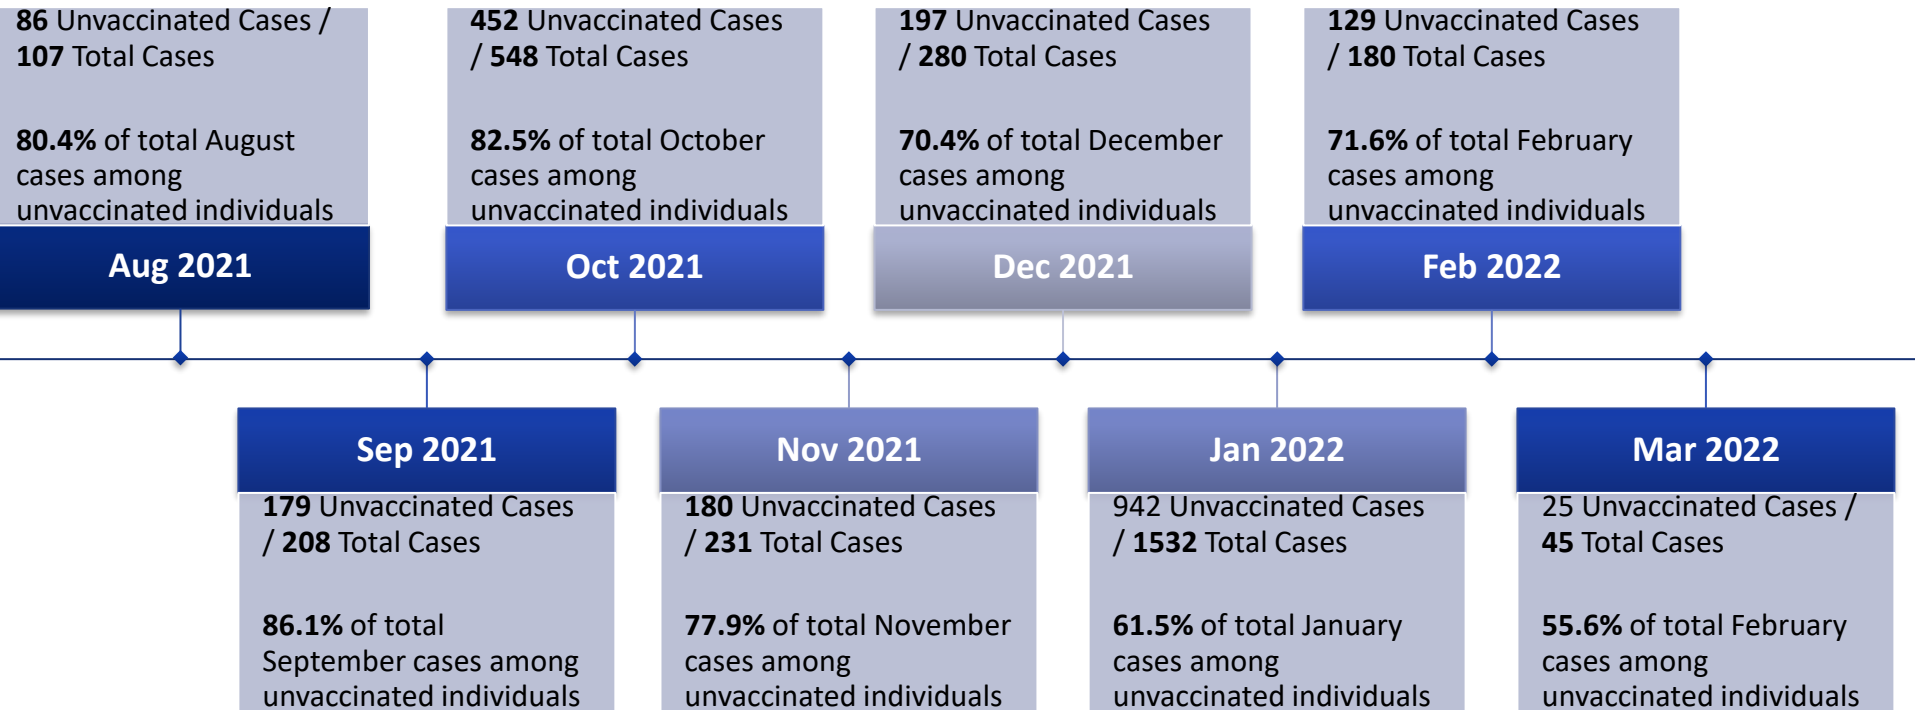 86 Unvaccinated Cases /
107 Total Cases
80.4% of total August
cases among
unvaccinated individuals
Aug 2021
452 Unvaccinated Cases
/ 548 Total Cases
82.5% of total October
cases among
unvaccinated individuals
Oct 2021
197 Unvaccinated Cases
/ 280 Total Cases
70.4% of total December
cases among
unvaccinated individuals
Dec 2021
129 Unvaccinated Cases
/ 180 Total Cases
71.6% of total February
cases among
unvaccinated individuals
Feb 2022
Sep 2021
179 Unvaccinated Cases
/ 208 Total Cases
86.1% of total
September cases among
unvaccinated individuals
Nov 2021
180 Unvaccinated Cases
/ 231 Total Cases
77.9% of total November
cases among
unvaccinated individuals
Jan 2022
942 Unvaccinated Cases
/ 1532 Total Cases
61.5% of total January
cases among
unvaccinated individuals
Mar 2022
25 Unvaccinated Cases /
45 Total Cases
55.6% of total February
cases among
unvaccinated individuals